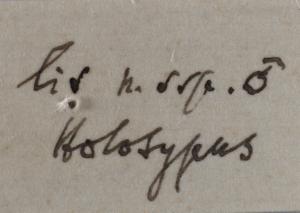 lis n. ssp. ♂
Holotypus